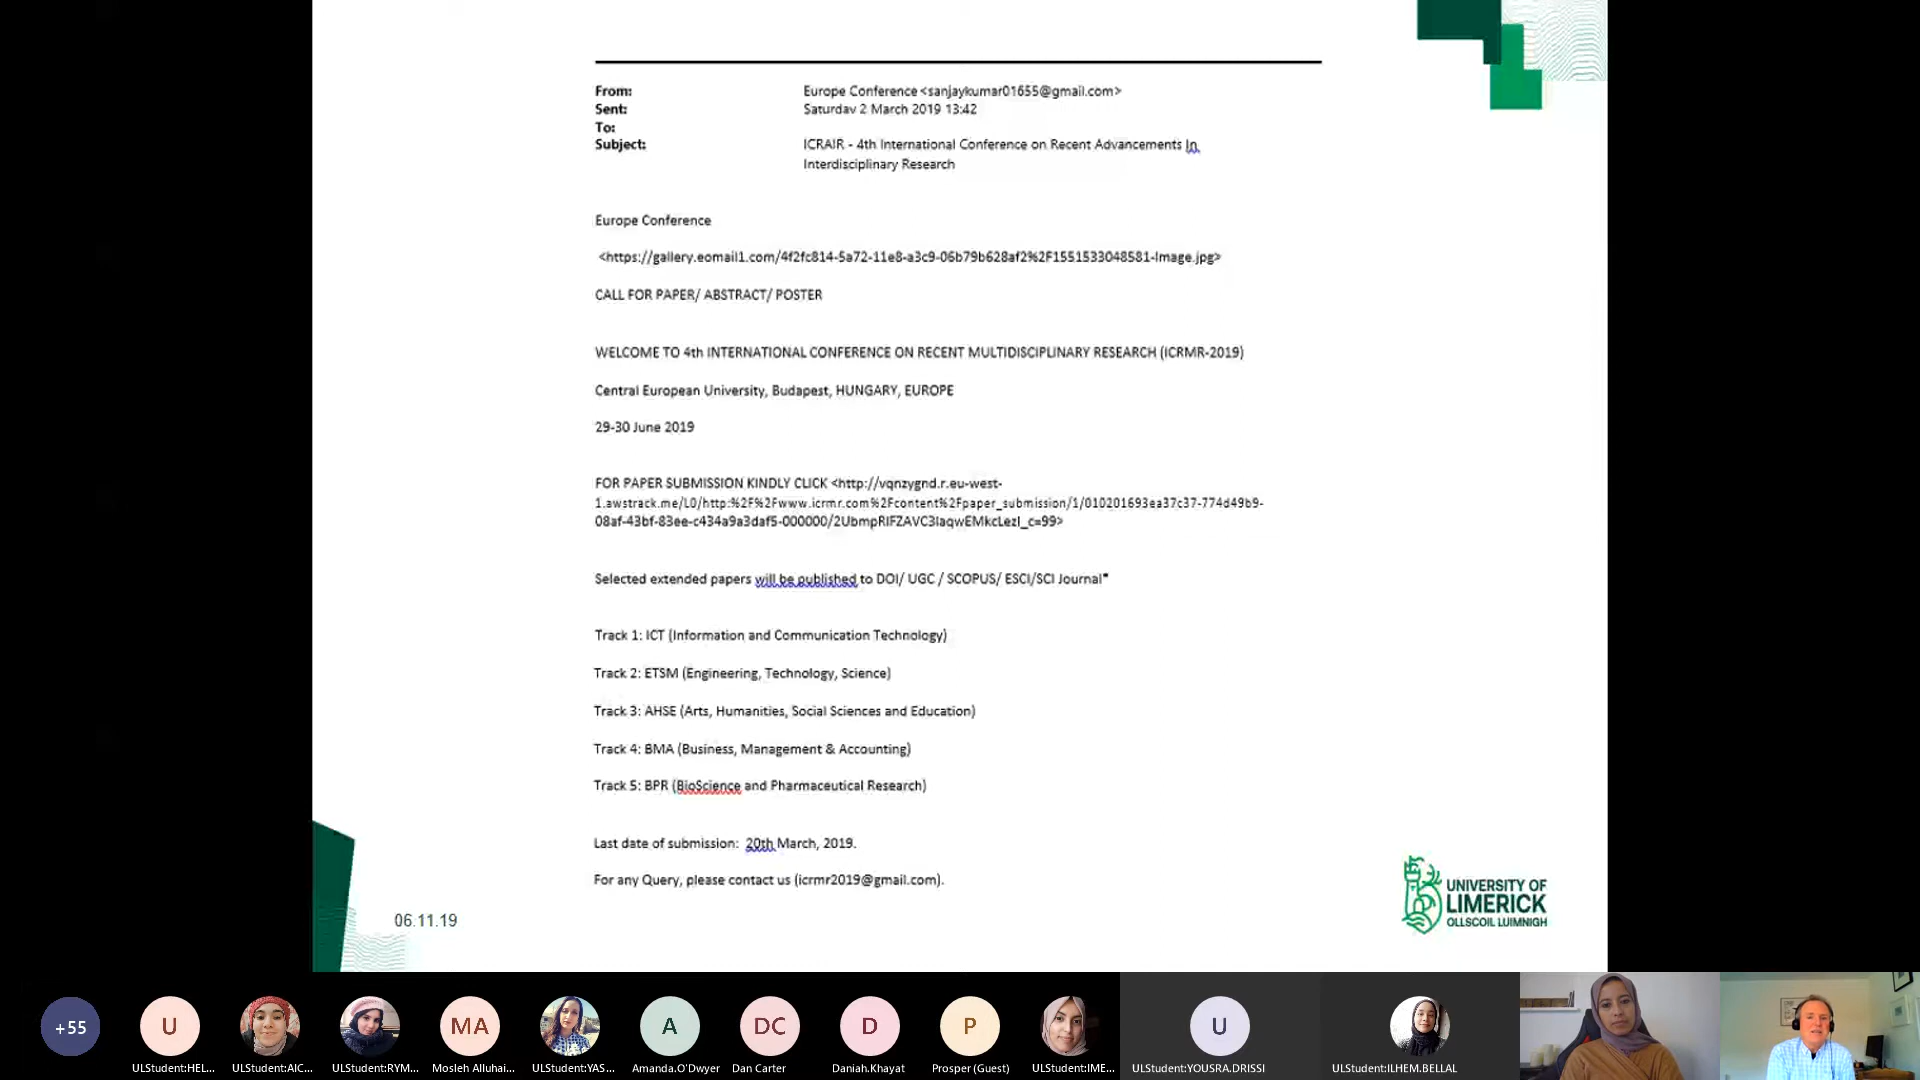 From: Europe Conference <sanjaykumar01655@gmail.com>
Sent: Saturday 2 March 2019 13:42
To:
Subject: ICRAIR - 4th International Conference on Recent Advancements In
Interdisciplinary Research
Europe Conference
<https://gallery.eomail1.com/4f2fc814-5a72-11e8-a3c9-06b79b628af2%2F1551533048581-Image.jpg>
CALL FOR PAPER/ ABSTRACT/ POSTER
WELCOME TO 4th INTERNATIONAL CONFERENCE ON RECENT MULTIDISCIPLINARY RESEARCH (ICRMR-2019)
Central European University, Budapest, HUNGARY, EUROPE
29-30 June 2019
FOR PAPER SUBMISSION KINDLY CLICK <http://vqnzygnd.r.eu-west-
1.awstrack.me/L0/http:%2F%2Fwww.icrmr.com%2Fcontent%2Fpaper_submission/1/010201693ea37c37-774d49b9-
08af-43bf-83ee-c434a9a3daf5-000000/2UbmpRIFZAVC3IaqwEMkcLezI_c=99>
Selected extended papers will be published to DOI/ UGC / SCOPUS/ ESCI/SCI Journal*
Track 1: ICT (Information and Communication Technology)
Track 2: ETSM (Engineering, Technology, Science)
Track 3: AHSE (Arts, Humanities, Social Sciences and Education)
Track 4: BMA (Business, Management & Accounting)
Track 5: BPR (BioScience and Pharmaceutical Research)
Last date of submission: 20th March, 2019.
For any Query, please contact us (icrmr2019@gmail.com).
06.11.19
UNIVERSITY OF
LIMERICK
OLLSCOIL LUIMNIGH
+55
U
MA
A
DC
D
P
U
ULStudent:HEL...
ULStudent:AIC...
ULStudent:RYM...
Mosleh Alluhai...
ULStudent:YAS...
Amanda.O'Dwyer
Dan Carter
Daniah.Khayat
Prosper (Guest)
ULStudent:IME...
ULStudent:YOUSRA.DRISSI
ULStudent:ILHEM.BELLAL